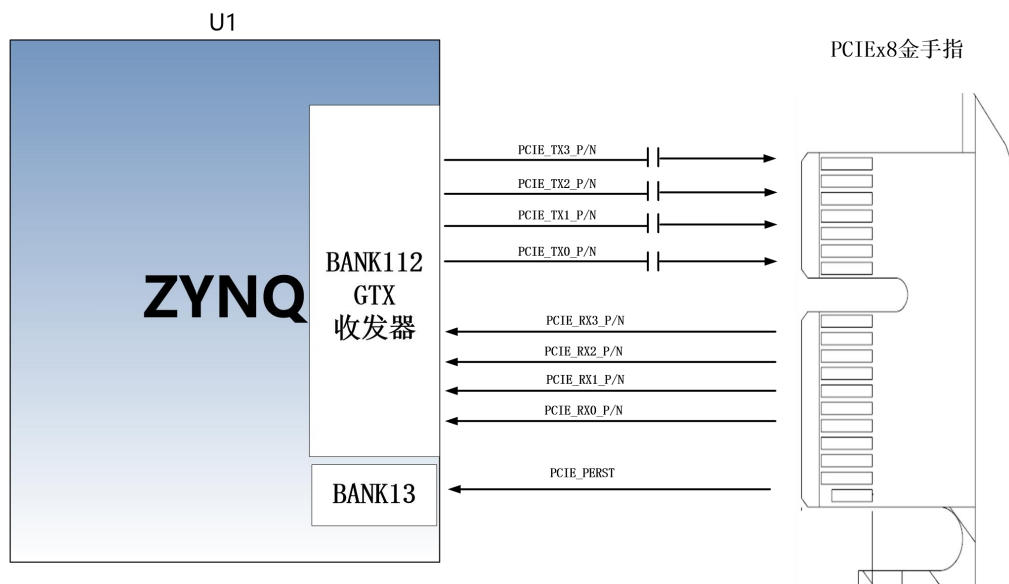 U1
PCIEx8金手指
PCIE_TX3_P/N
PCIE_TX2_P/N
PCIE_TX1_P/N
PCIE_TX0_P/N
ZYNQ
BANK112
GTX
收发器
PCIE_RX3_P/N
PCIE_RX2_P/N
PCIE_RX1_P/N
PCIE_RX0_P/N
BANK13
PCIE_PERST